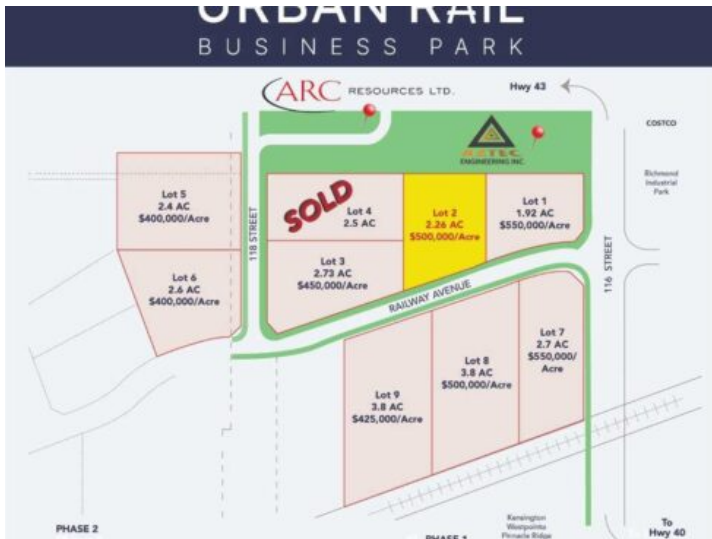 URBAN RAIL
BUSINESS PARK
ARC RESOURCES LTD.
Hwy 43
COSTCO
AZTEC
ENGINEERING INC.
Richmond
Industrial
Park
Lot 5
2.4 AC
$400,000/Acre
SOLD
Lot 4
2.5 AC
Lot 2
2.26 AC
$500,000/Acre
Lot 1
1.92 AC
$550,000/Acre
118 STREET
Lot 6
2.6 AC
$400,000/Acre
Lot 3
2.73 AC
$450,000/Acre
RAILWAY AVENUE
116 STREET
Lot 7
2.7 AC
$550,000/
Acre
Lot 8
3.8 AC
$500,000/Acre
Lot 9
3.8 AC
$425,000/Acre
PHASE 2
PHASE 1
Kensington
Westpointe
Pinnacle Ridge
To
Hwy 40